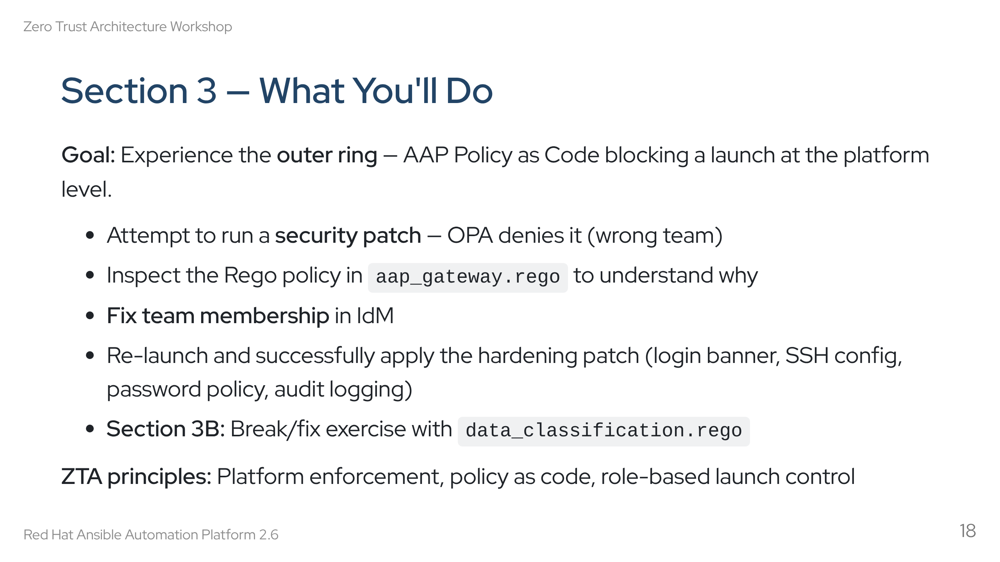 Zero Trust Architecture Workshop
Section 3 — What You'll Do
Goal: Experience the outer ring — AAP Policy as Code blocking a launch at the platform
level.
• Attempt to run a security patch — OPA denies it (wrong team)
• Inspect the Rego policy in aap_gateway.rego to understand why
• Fix team membership in IdM
• Re-launch and successfully apply the hardening patch (login banner, SSH config,
password policy, audit logging)
• Section 3B: Break/fix exercise with data_classification.rego
ZTA principles: Platform enforcement, policy as code, role-based launch control
Red Hat Ansible Automation Platform 2.6
18